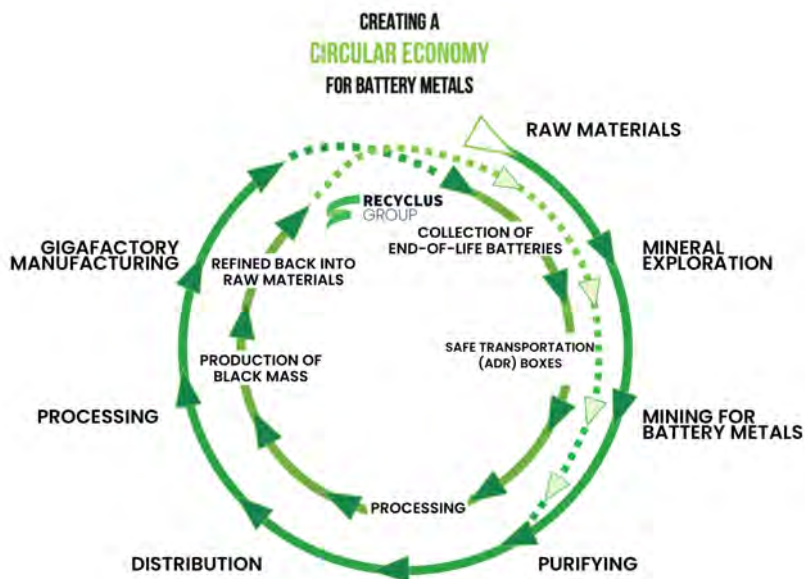 CREATING A
CIRCULAR ECONOMY
FOR BATTERY METALS
RAW MATERIALS
MINERAL
EXPLORATION
MINING FOR
BATTERY METALS
PURIFYING
DISTRIBUTION
PROCESSING
GIGAFACTORY
MANUFACTURING
RECYCLUS
GROUP
COLLECTION OF
END-OF-LIFE BATTERIES
SAFE TRANSPORTATION
(ADR) BOXES
PROCESSING
PRODUCTION OF
BLACK MASS
REFINED BACK INTO
RAW MATERIALS